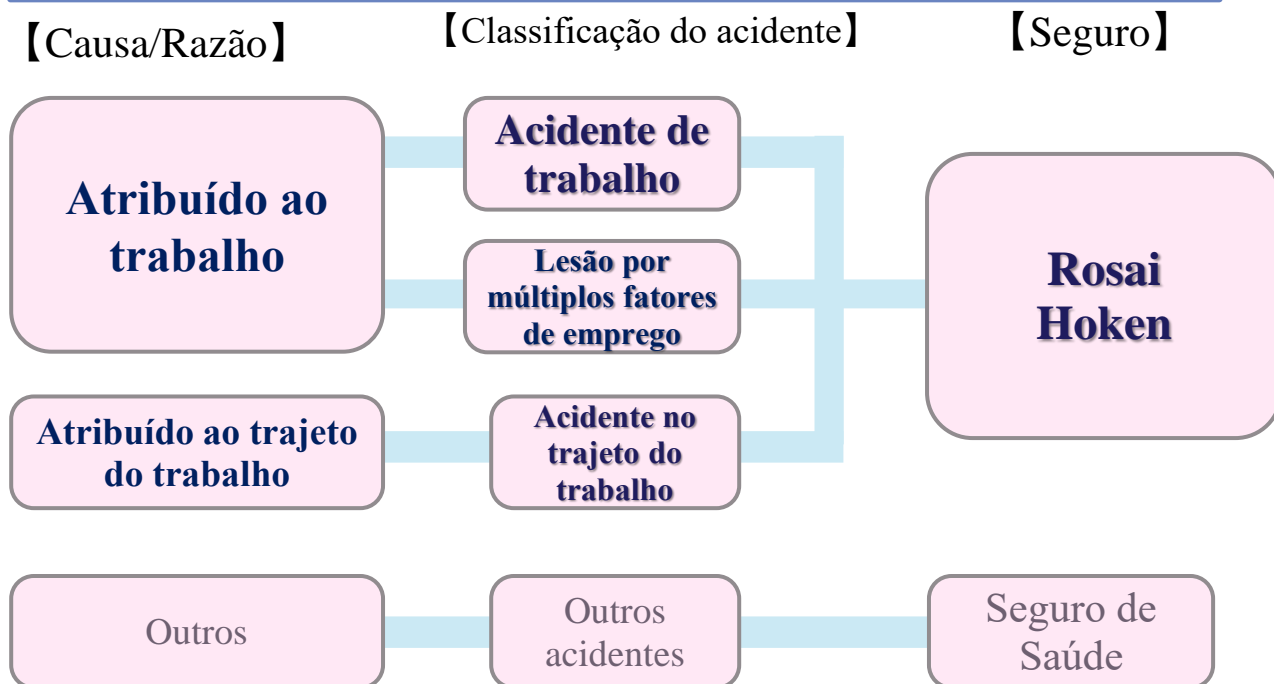 【Causa/Razão】
【Classificação do acidente】
【Seguro】
Atribuído ao
trabalho
Acidente de
trabalho
Lesão por
múltiplos fatores
de emprego
Rosai
Hoken
Atribuído ao trajeto
do trabalho
Acidente no
trajeto do
trabalho
Outros
Outros
acidentes
Seguro de
Saúde